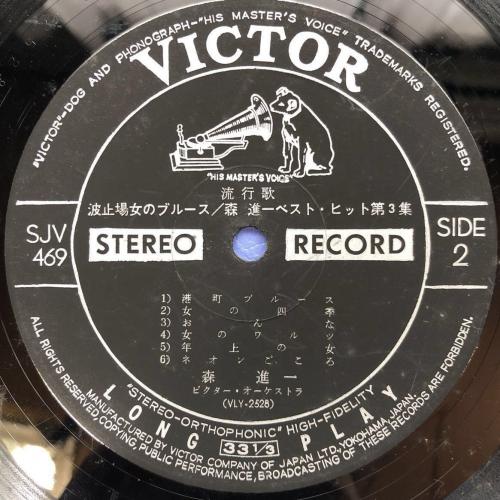 "VICTOR"–DOG AND PHONOGRAPH–"HIS MASTER'S VOICE" TRADEMARKS REGISTERED.
VICTOR
"HIS MASTER'S VOICE"
流行歌
波止場女のブルース/森 進一ベスト・ヒット第3集
SJV
469
STEREO
RECORD
SIDE
2
1) 港町ブルース
2) 女の四季
3) おんな
4) 女のワルツ
5) 年上の女
6) ネオンごころ
森 進一
ビクター・オーケストラ
(VLY-2528)
"STEREO-ORTHOPHONIC" HIGH-FIDELITY
LONG 33 1/3 PLAY
MANUFACTURED BY VICTOR COMPANY OF JAPAN LTD. YOKOHAMA, JAPAN.
ALL RIGHTS RESERVED, COPYING, PUBLIC PERFORMANCE, BROADCASTING OF THESE RECORDS ARE FORBIDDEN.